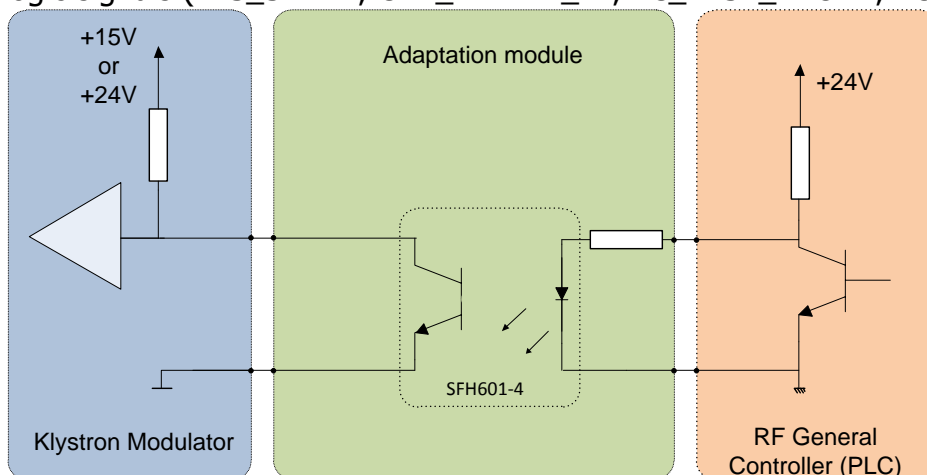 +15V
or
+24V
Adaptation module
+24V
SFH601-4
Klystron Modulator
RF General
Controller (PLC)